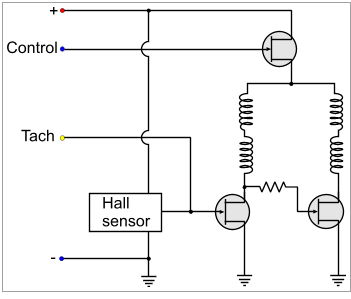 +
Control
Tach
Hall
sensor
-